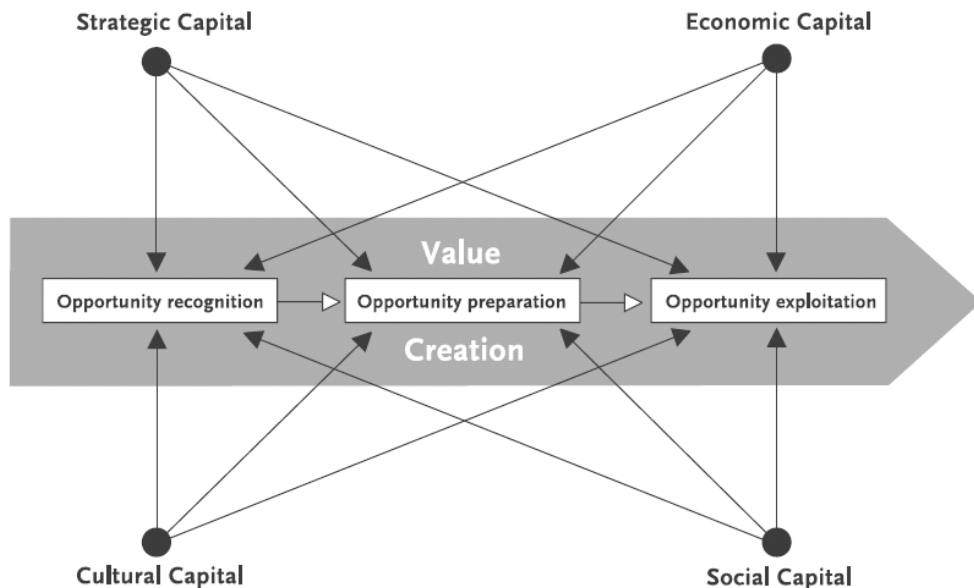 Strategic Capital
Economic Capital
Value
Opportunity recognition
Opportunity preparation
Opportunity exploitation
Creation
Cultural Capital
Social Capital